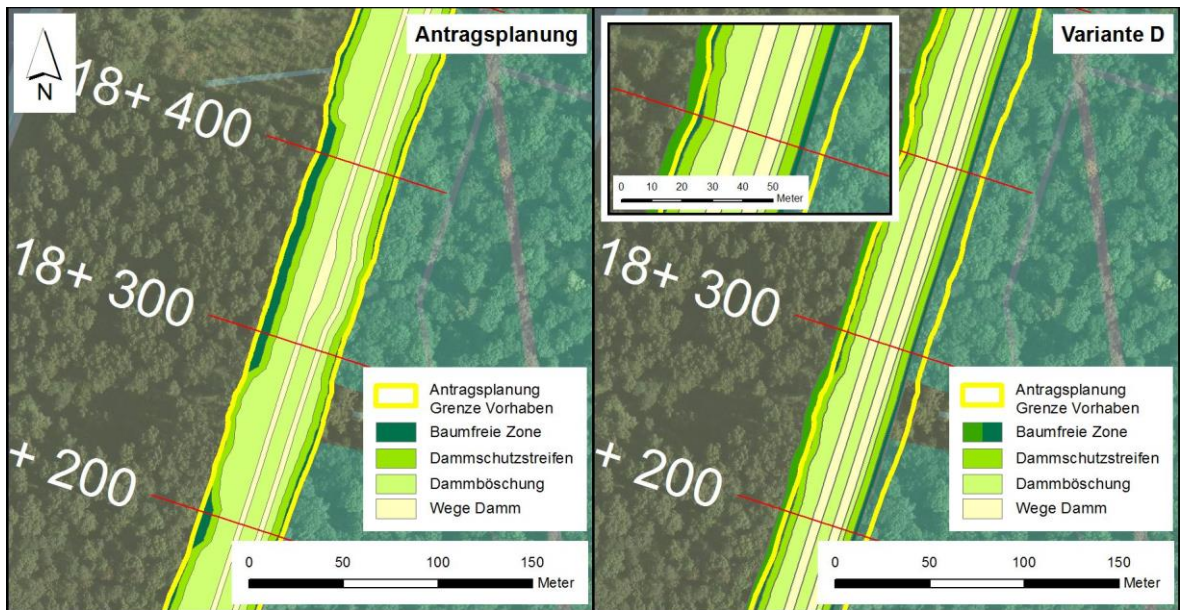 Antragsplanung
N
18+ 400
18+ 300
+ 200
Antragsplanung
Grenze Vorhaben
Baumfreie Zone
Dammschutzstreifen
Dammböschung
Wege Damm
0 50 100 150
Meter
Variante D
0 10 20 30 40 50
Meter
18+ 300
+ 200
Antragsplanung
Grenze Vorhaben
Baumfreie Zone
Dammschutzstreifen
Dammböschung
Wege Damm
0 50 100 150
Meter